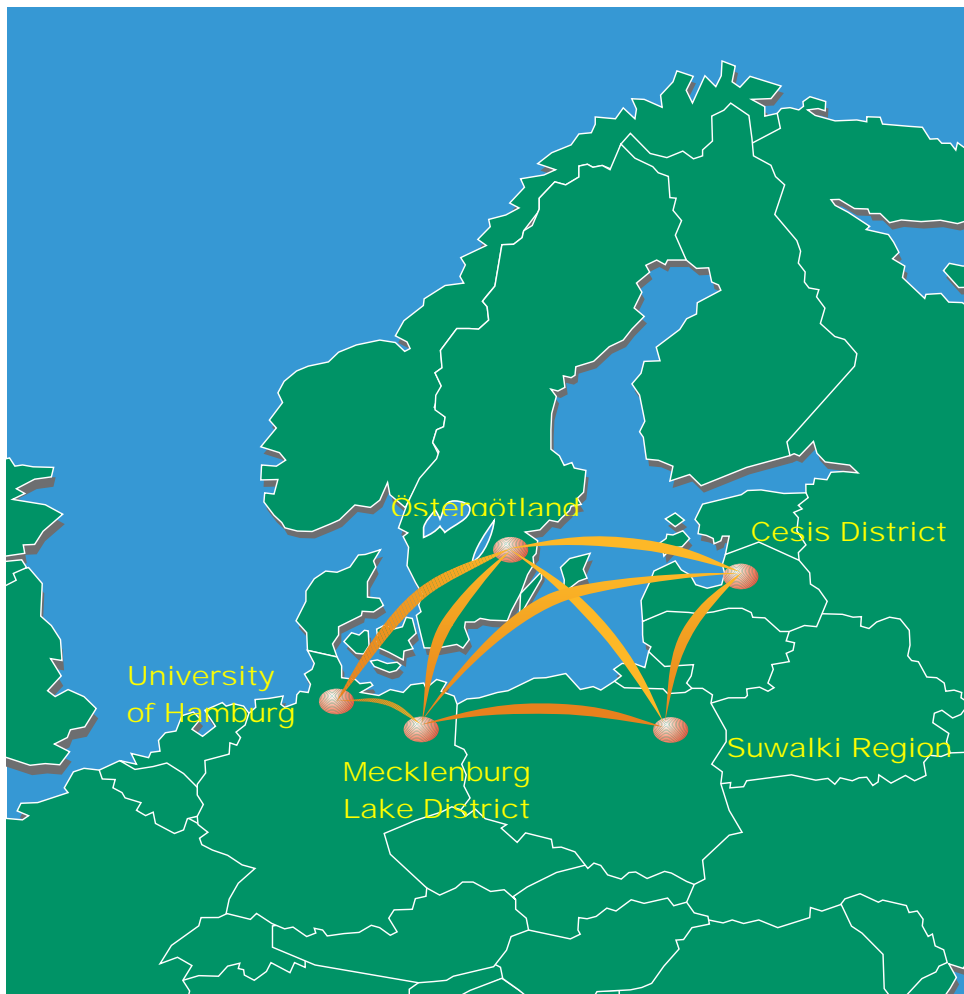 Östergötland
Cesis District
University
of Hamburg
Suwalki Region
Mecklenburg
Lake District